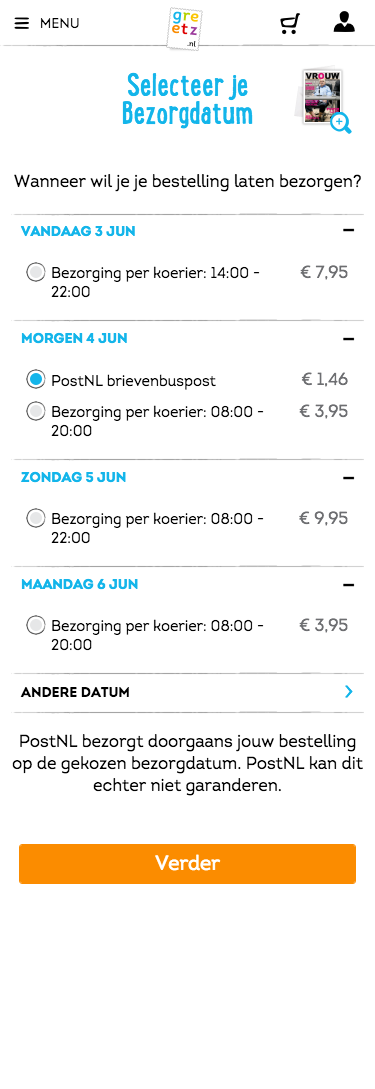 MENU
greetz
.nl
Selecteer je
Bezorgdatum
VROUW
Wanneer wil je je bestelling laten bezorgen?
VANDAAG 3 JUN
Bezorging per koerier: 14:00 - € 7,95
22:00
MORGEN 4 JUN
PostNL brievenbuspost € 1,46
Bezorging per koerier: 08:00 - € 3,95
20:00
ZONDAG 5 JUN
Bezorging per koerier: 08:00 - € 9,95
22:00
MAANDAG 6 JUN
Bezorging per koerier: 08:00 - € 3,95
20:00
ANDERE DATUM
PostNL bezorgt doorgaans jouw bestelling
op de gekozen bezorgdatum. PostNL kan dit
echter niet garanderen.
Verder